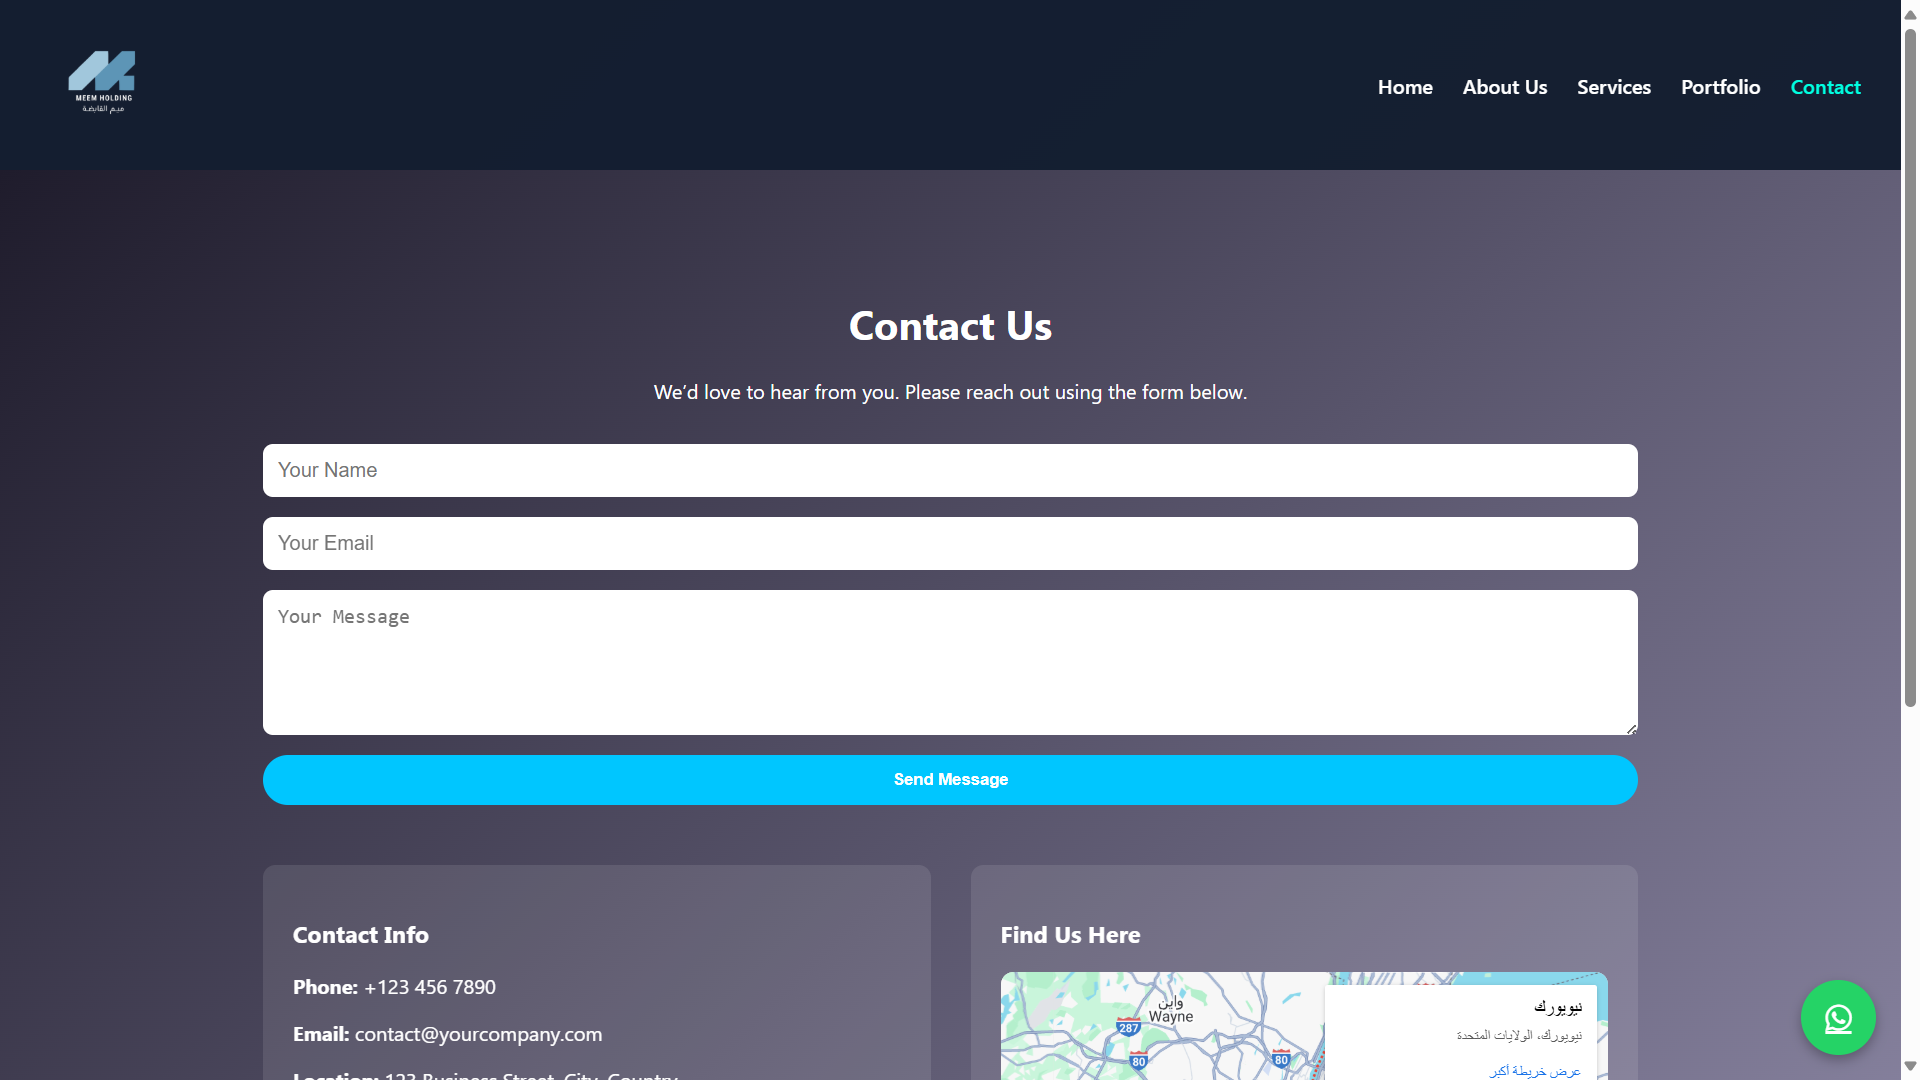 MEEM HOLDING
ميم القابضة
Home
About Us
Services
Portfolio
Contact
Contact Us
We’d love to hear from you. Please reach out using the form below.
Your Name
Your Email
Your Message
Send Message
Contact Info
Phone: +123 456 7890
Email: contact@yourcompany.com
Location: 123 Business Street, City, Country
Find Us Here
واين
Wayne
287
80
80
نيويورك
نيويورك، الولايات المتحدة
عرض خريطة أكبر